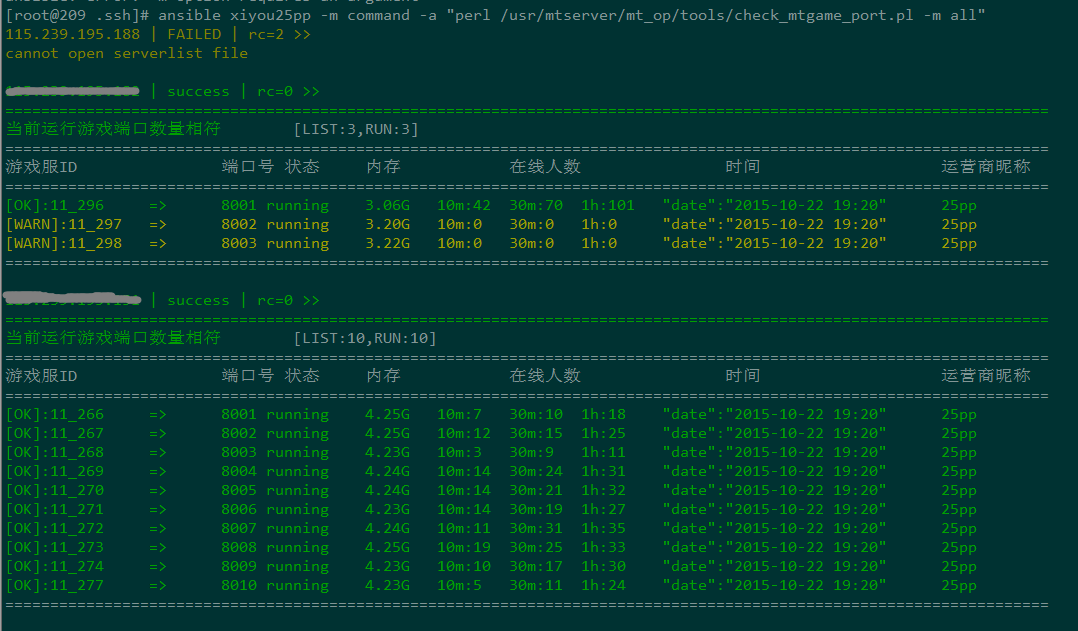 [root@209 .ssh]# ansible xiyou25pp -m command -a "perl /usr/mtserver/mt_op/tools/check_mtgame_port.pl -m all"
115.239.195.188 | FAILED | rc=2 >>
cannot open serverlist file
| success | rc=0 >>
================================================================================
当前运行游戏端口数量相符 [LIST:3,RUN:3]
================================================================================
游戏服ID 端口号 状态 内存 在线人数 时间 运营商昵称
================================================================================
[OK]:11_296 => 8001 running 3.06G 10m:42 30m:70 1h:101 "date":"2015-10-22 19:20" 25pp
[WARN]:11_297 => 8002 running 3.20G 10m:0 30m:0 1h:0 "date":"2015-10-22 19:20" 25pp
[WARN]:11_298 => 8003 running 3.22G 10m:0 30m:0 1h:0 "date":"2015-10-22 19:20" 25pp
================================================================================
| success | rc=0 >>
================================================================================
当前运行游戏端口数量相符 [LIST:10,RUN:10]
================================================================================
游戏服ID 端口号 状态 内存 在线人数 时间 运营商昵称
================================================================================
[OK]:11_266 => 8001 running 4.25G 10m:7 30m:10 1h:18 "date":"2015-10-22 19:20" 25pp
[OK]:11_267 => 8002 running 4.25G 10m:12 30m:15 1h:25 "date":"2015-10-22 19:20" 25pp
[OK]:11_268 => 8003 running 4.23G 10m:3 30m:9 1h:11 "date":"2015-10-22 19:20" 25pp
[OK]:11_269 => 8004 running 4.24G 10m:14 30m:24 1h:31 "date":"2015-10-22 19:20" 25pp
[OK]:11_270 => 8005 running 4.24G 10m:14 30m:21 1h:32 "date":"2015-10-22 19:20" 25pp
[OK]:11_271 => 8006 running 4.23G 10m:14 30m:19 1h:27 "date":"2015-10-22 19:20" 25pp
[OK]:11_272 => 8007 running 4.24G 10m:11 30m:31 1h:35 "date":"2015-10-22 19:20" 25pp
[OK]:11_273 => 8008 running 4.25G 10m:19 30m:25 1h:33 "date":"2015-10-22 19:20" 25pp
[OK]:11_274 => 8009 running 4.23G 10m:10 30m:17 1h:30 "date":"2015-10-22 19:20" 25pp
[OK]:11_277 => 8010 running 4.23G 10m:5 30m:11 1h:24 "date":"2015-10-22 19:20" 25pp
================================================================================